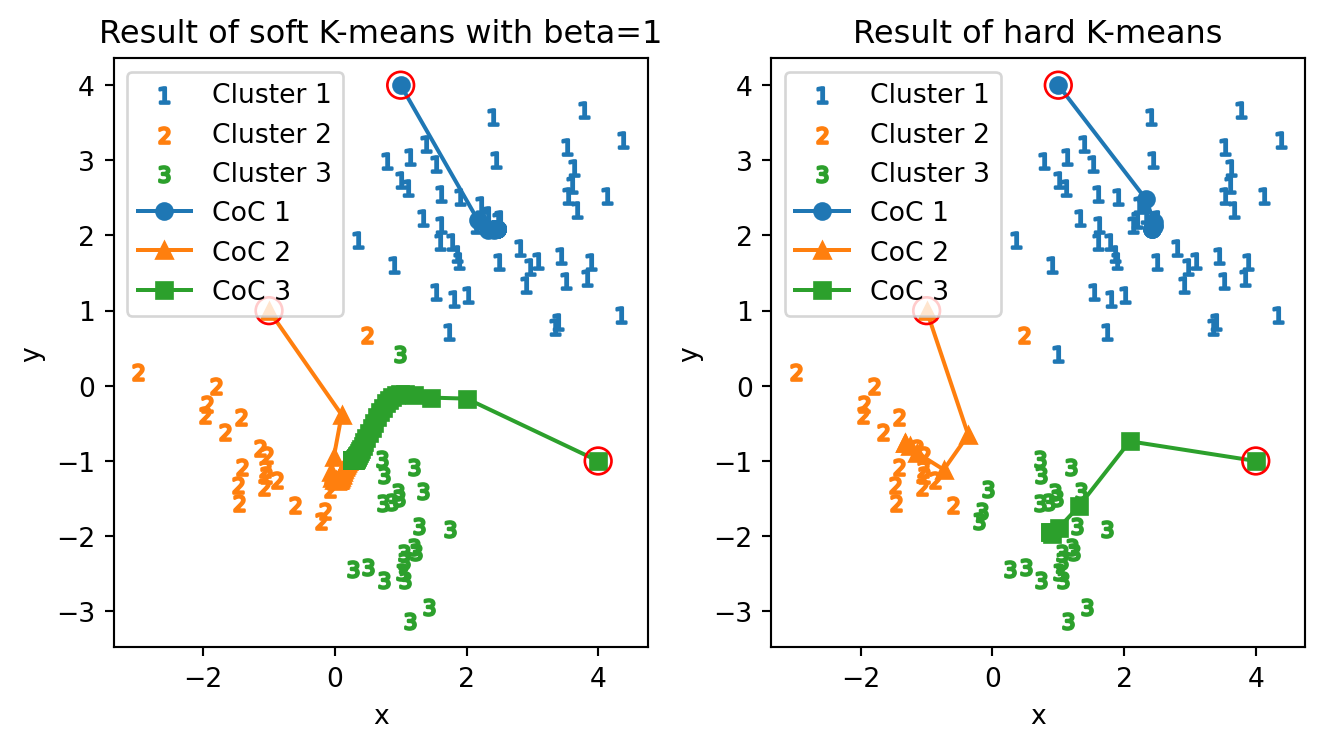 Result of soft K-means with beta=1
Cluster 1
Cluster 2
Cluster 3
CoC 1
CoC 2
CoC 3
y
4
3
2
1
0
−1
−2
−3
−2
0
2
4
x
Result of hard K-means
Cluster 1
Cluster 2
Cluster 3
CoC 1
CoC 2
CoC 3
y
4
3
2
1
0
−1
−2
−3
−2
0
2
4
x